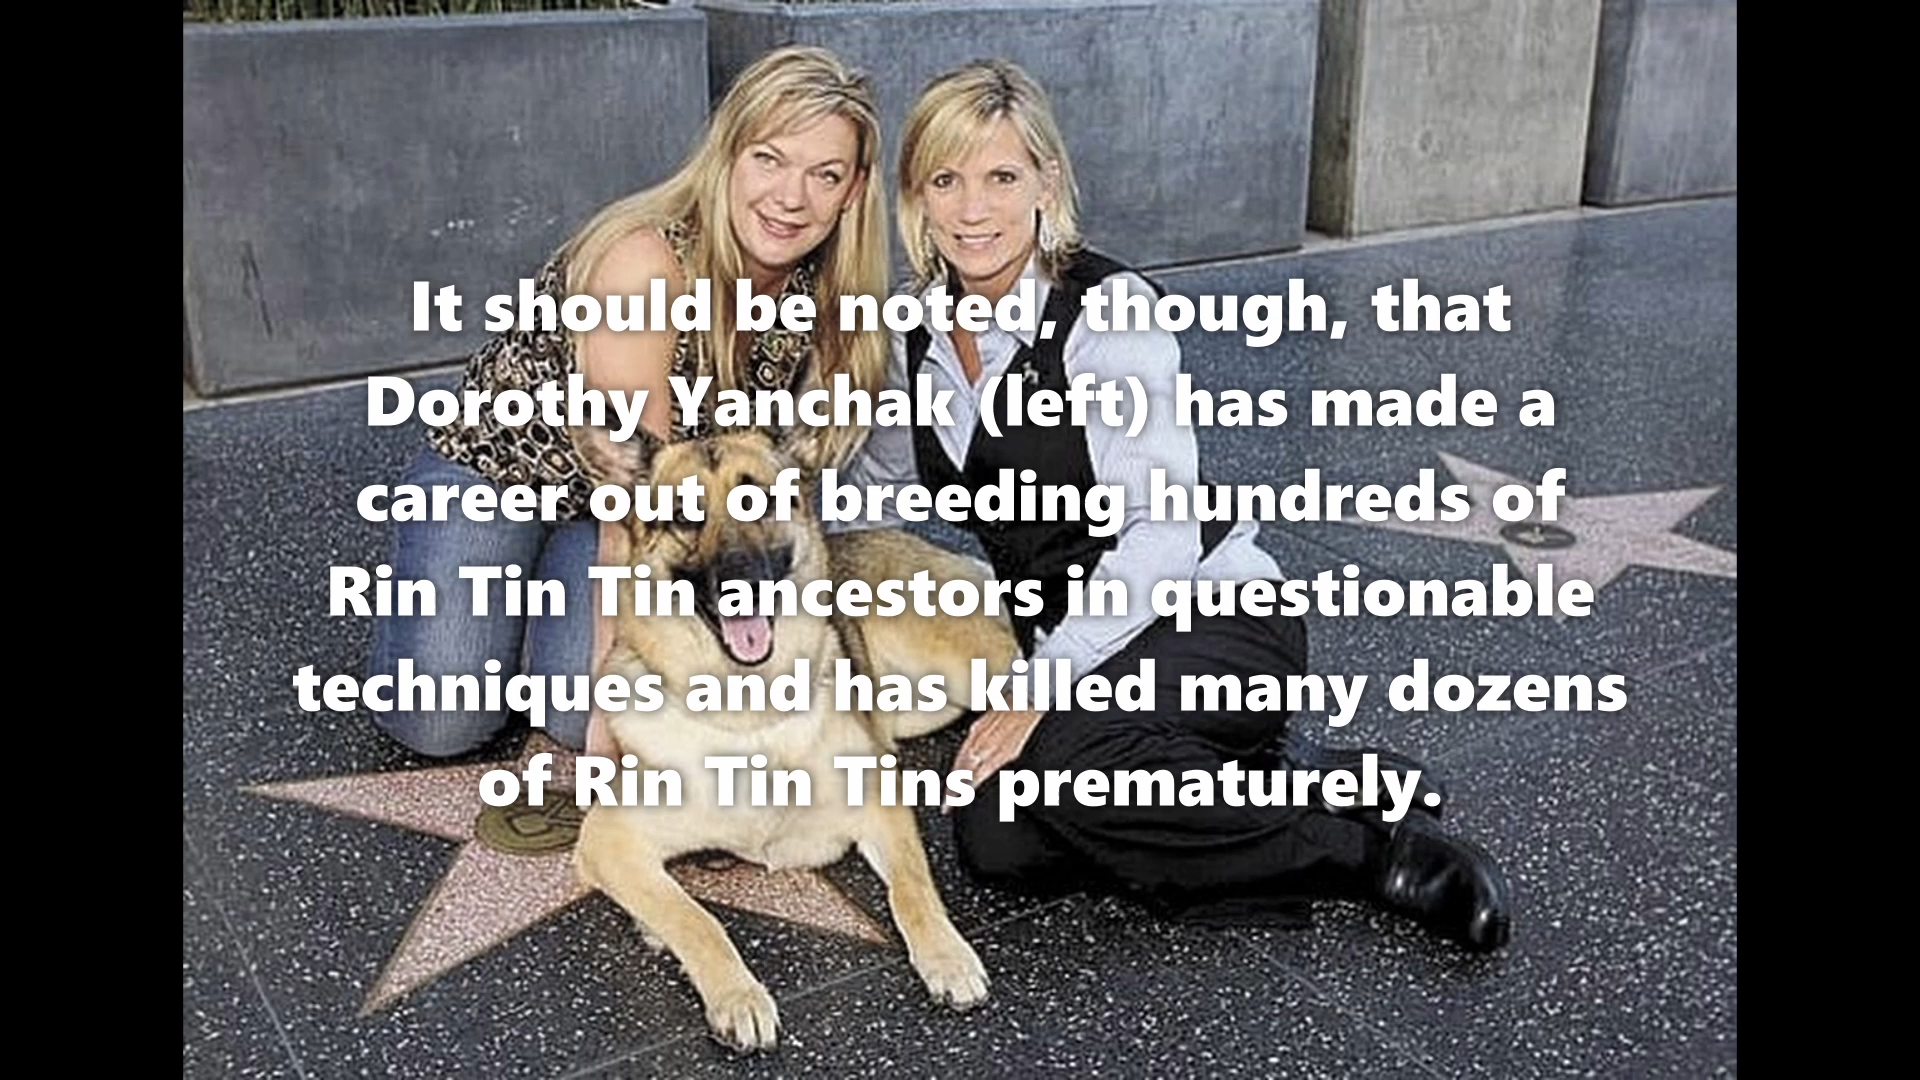 It should be noted, though, that
Dorothy Yanchak (left) has made a
career out of breeding hundreds of
Rin Tin Tin ancestors in questionable
techniques and has killed many dozens
of Rin Tin Tins prematurely.